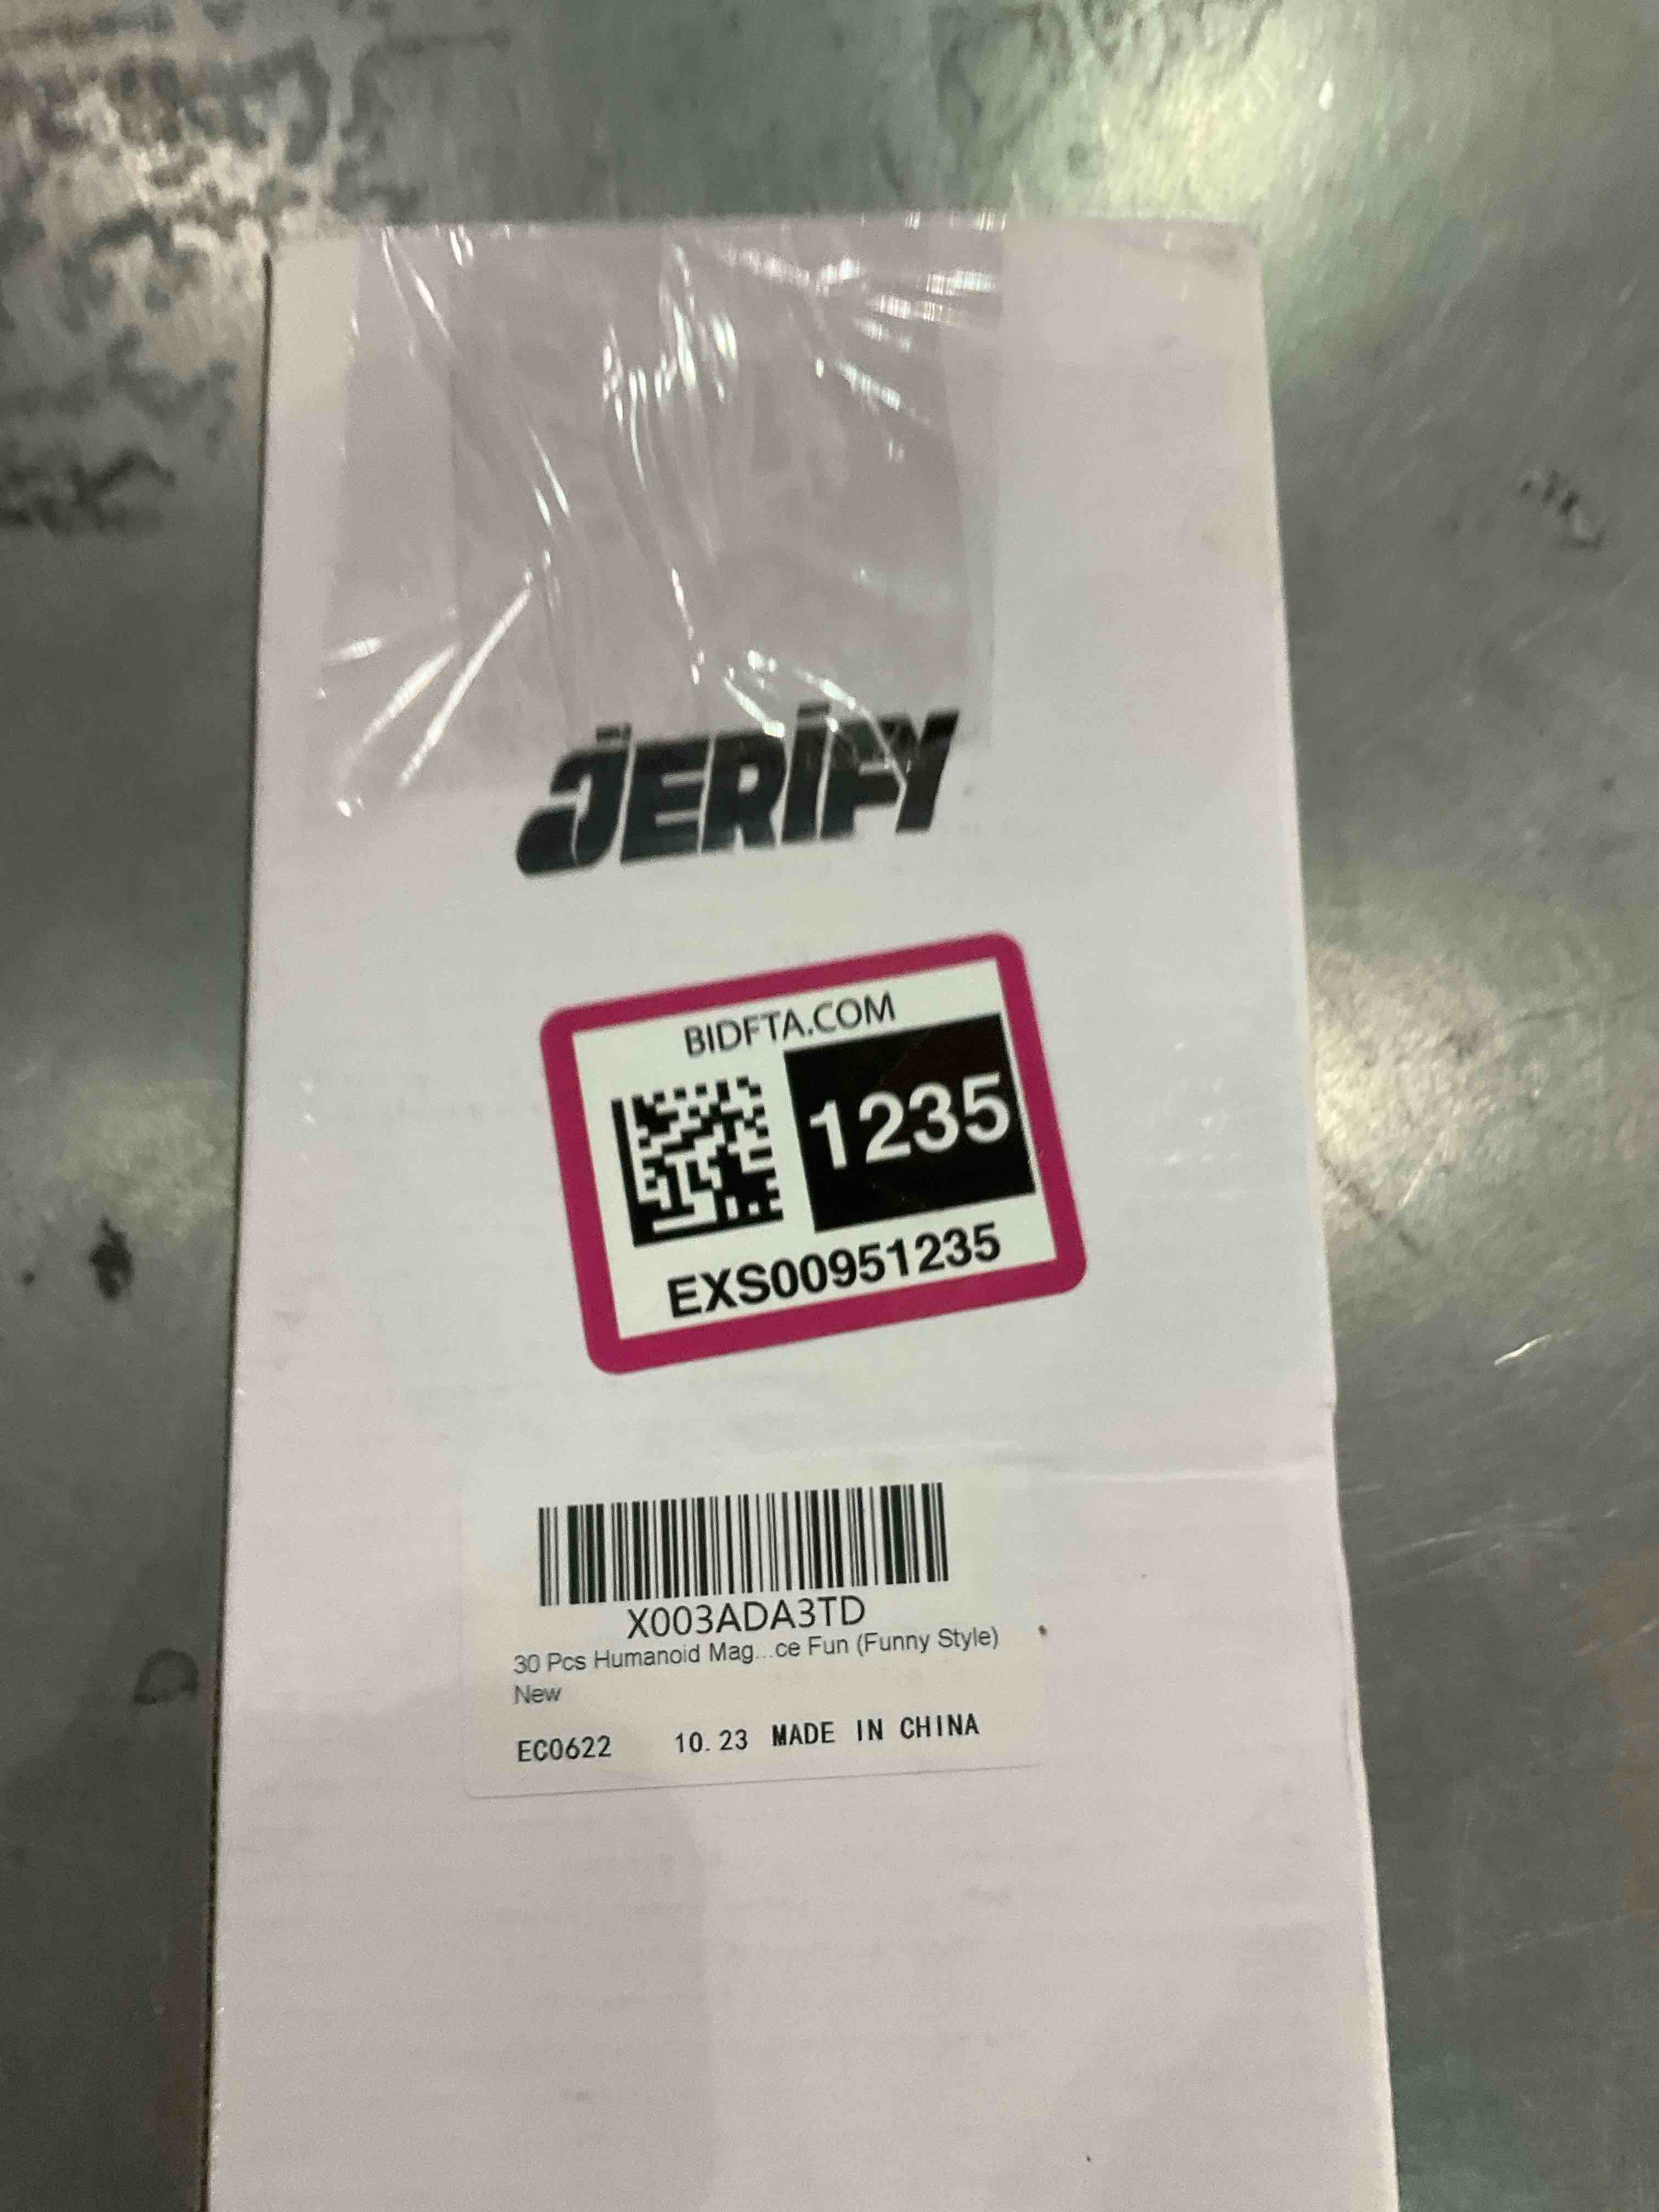 JERIFY
BIDFTA.COM
1235
EXS00951235
X003ADA3TD
30 Pcs Humanoid Mag...ce Fun (Funny Style)
New
EC0622 10.23 MADE IN CHINA